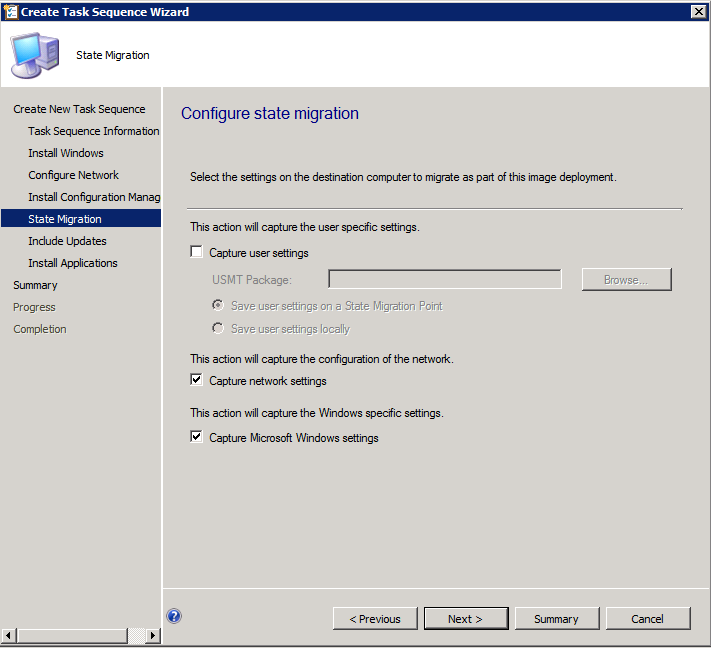 Create Task Sequence Wizard
State Migration
Create New Task Sequence
Task Sequence Information
Install Windows
Configure Network
Install Configuration Manag
State Migration
Include Updates
Install Applications
Summary
Progress
Completion
Configure state migration
Select the settings on the destination computer to migrate as part of this image deployment.
This action will capture the user specific settings.
Capture user settings
USMT Package:
Browse...
Save user settings on a State Migration Point
Save user settings locally
This action will capture the configuration of the network.
Capture network settings
This action will capture the Windows specific settings.
Capture Microsoft Windows settings
< Previous
Next >
Summary
Cancel